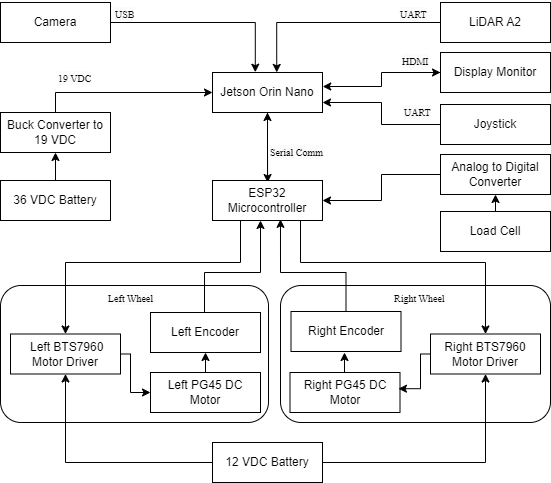 Camera
USB
UART
LiDAR A2
HDMI
Display Monitor
19 VDC
Jetson Orin Nano
UART
Joystick
Buck Converter to
19 VDC
Serial Comm
Analog to Digital
Converter
36 VDC Battery
ESP32
Microcontroller
Load Cell
Left Wheel
Right Wheel
Left BTS7960
Motor Driver
Left Encoder
Right Encoder
Right BTS7960
Motor Driver
Left PG45 DC
Motor
Right PG45 DC
Motor
12 VDC Battery